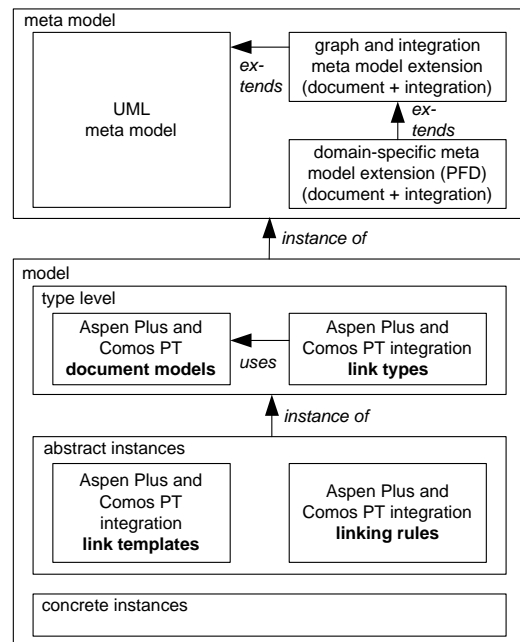 meta model
UML
meta model
ex-
tends
graph and integration
meta model extension
(document + integration)
ex-
tends
domain-specific meta
model extension (PFD)
(document + integration)
instance of
model
type level
Aspen Plus and
Comos PT
document models
uses
Aspen Plus and
Comos PT integration
link types
instance of
abstract instances
Aspen Plus and
Comos PT
integration
link templates
Aspen Plus and
Comos PT integration
linking rules
concrete instances